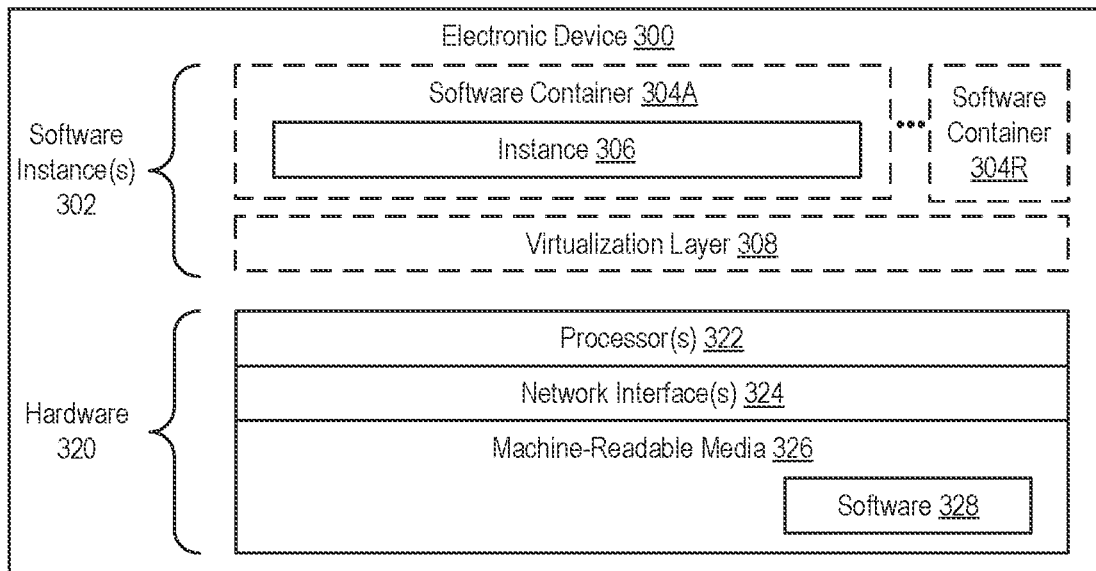 Electronic Device 300
Software
Instance(s)
302
Software Container 304A
Instance 306
Software
Container
304R
Virtualization Layer 308
Hardware
320
Processor(s) 322
Network Interface(s) 324
Machine-Readable Media 326
Software 328